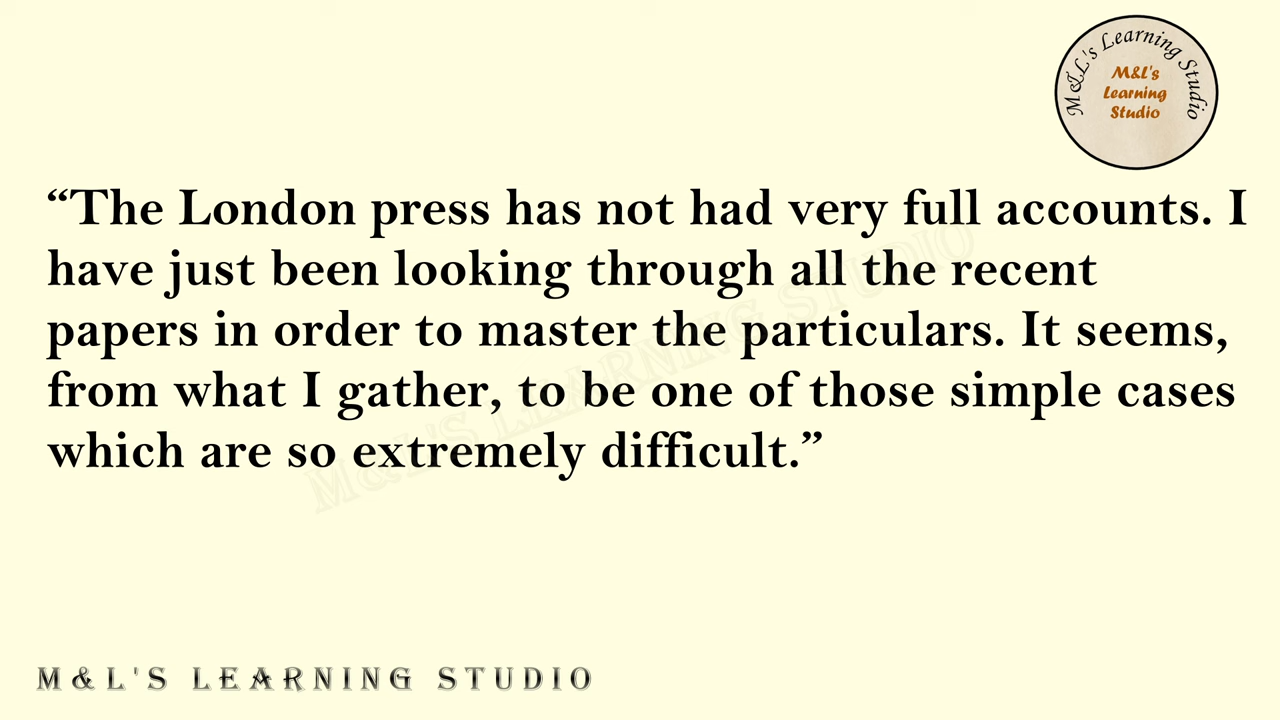 M&L's Learning Studio
M&L's
Learning
Studio
“The London press has not had very full accounts. I
have just been looking through all the recent
papers in order to master the particulars. It seems,
from what I gather, to be one of those simple cases
which are so extremely difficult.”
M&L'S LEARNING STUDIO
M&L'S LEARNING STUDIO